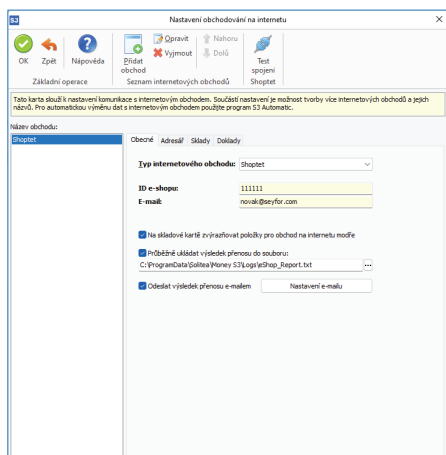 S3 Nastavení obchodování na internetu
OK Zpět Nápověda
Základní operace
Přidat obchod Opravit Vyjmout Nahoru Dolů
Seznam internetových obchodů
Test spojení
Shoptet
Tato karta slouží k nastavení komunikace s internetovým obchodem. Součástí nastavení je možnost tvorby více internetových obchodů a jejich
názvů. Pro automatickou výměnu dat s internetovým obchodem použijte program S3 Automatic.
Název obchodu:
Shoptet
Obecné Adresář Sklady Doklady
Typ internetového obchodu: Shoptet
ID e-shopu: 111111
E-mail: novak@seyfor.com
Na skladové kartě zvýrazňovat položky pro obchod na internetu modře
Průběžně ukládat výsledek přenosu do souboru:
C:\ProgramData\Solitea\Money S3\Logs\eShop_Report.txt ...
Odeslat výsledek přenosu e-mailem Nastavení e-mailu